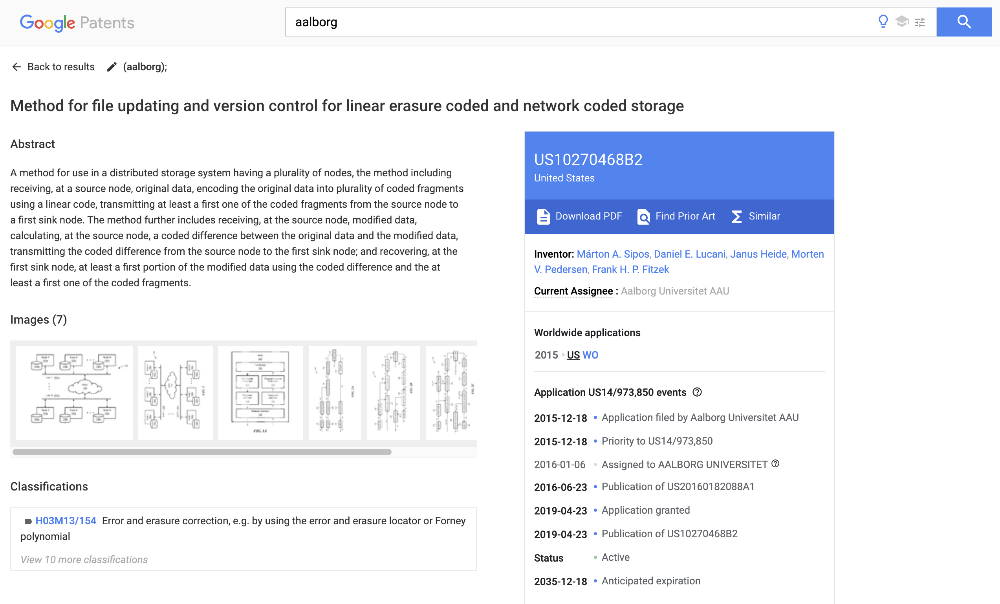 Google Patents
aalborg
Back to results (aalborg);
Method for file updating and version control for linear erasure coded and network coded storage
Abstract
A method for use in a distributed storage system having a plurality of nodes, the method including
receiving, at a source node, original data, encoding the original data into plurality of coded fragments
using a linear code, transmitting at least a first one of the coded fragments from the source node to
a first sink node. The method further includes receiving, at the source node, modified data,
calculating, at the source node, a coded difference between the original data and the modified data,
transmitting the coded difference from the source node to the first sink node; and recovering, at the
first sink node, at least a first portion of the modified data using the coded difference and the at
least a first one of the coded fragments.
Images (7)
FIG. 1A
Classifications
H03M13/154 Error and erasure correction, e.g. by using the error and erasure locator or Forney
polynomial
View 10 more classifications
US10270468B2
United States
Download PDF Find Prior Art Similar
Inventor: Márton A. Sipos, Daniel E. Lucani, Janus Heide, Morten
V. Pedersen, Frank H. P. Fitzek
Current Assignee : Aalborg Universitet AAU
Worldwide applications
2015 US WO
Application US14/973,850 events
2015-12-18 Application filed by Aalborg Universitet AAU
2015-12-18 Priority to US14/973,850
2016-01-06 Assigned to AALBORG UNIVERSITET
2016-06-23 Publication of US20160182088A1
2019-04-23 Application granted
2019-04-23 Publication of US10270468B2
Status Active
2035-12-18 Anticipated expiration